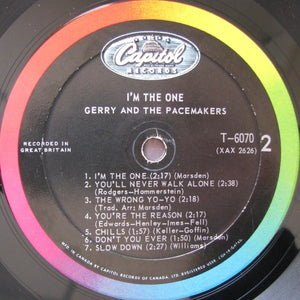 Capitol
RECORDS
I'M THE ONE
GERRY AND THE PACEMAKERS
RECORDED IN
GREAT BRITAIN
T-6070
(XAX 2626)
2
1. I'M THE ONE (2:17) (Marsden)
2. YOU'LL NEVER WALK ALONE (2:38)
(Rodgers-Hammerstein)
3. THE WRONG YO-YO (2:18)
(Trad. Arr: Marsden)
4. YOU'RE THE REASON (2:17)
(Edwards-Henley-Imes-Fell)
5. CHILLS (1:57) (Keller-Goffin)
6. DON'T YOU EVER (1:50) (Marsden)
7. SLOW DOWN (2:27) (Williams)
MFD. IN CANADA BY CAPITOL RECORDS OF CANADA, LTD. REGISTERED USER.